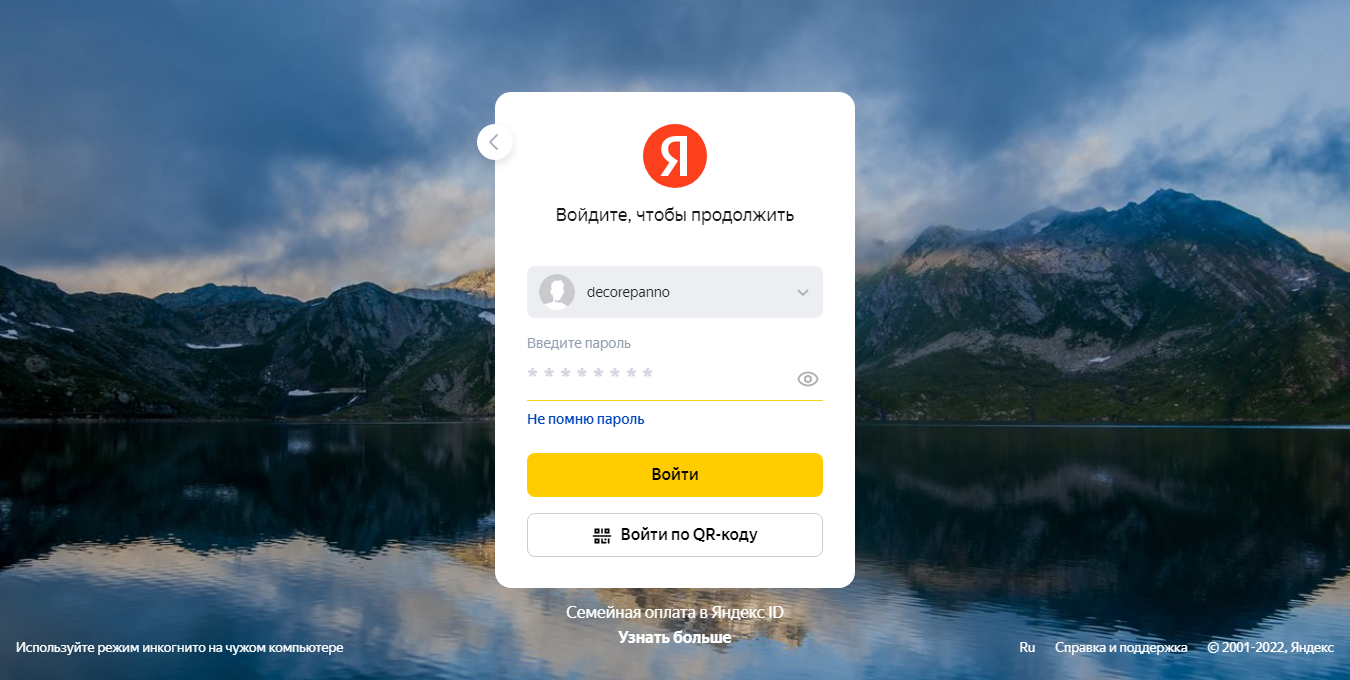 Я
Войдите, чтобы продолжить
decorepanno
Введите пароль
* * * * * * * *
Не помню пароль
Войти
Войти по QR-коду
Семейная оплата в Яндекс ID
Узнать больше
Используйте режим инкогнито на чужом компьютере
Ru Справка и поддержка © 2001-2022, Яндекс